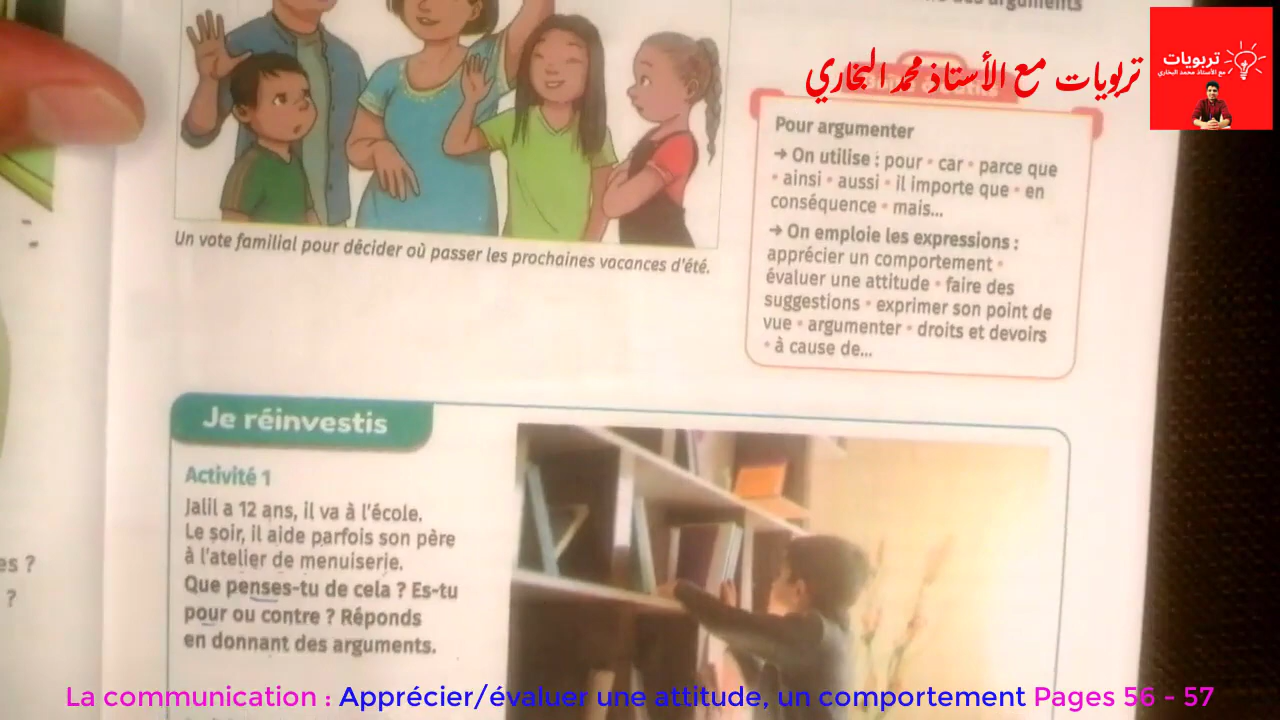 des arguments
تربويات مع الأستاذ محمد البخاري
تربويات
مع الأستاذ محمد البخاري
Pour argumenter
➔ On utilise : pour • car • parce que
• ainsi • aussi • il importe que • en
conséquence • mais...
➔ On emploie les expressions :
apprécier un comportement •
évaluer une attitude • faire des
suggestions • exprimer son point de
vue • argumenter • droits et devoirs
• à cause de...
Un vote familial pour décider où passer les prochaines vacances d'été.
Je réinvestis
Activité 1
Jalil a 12 ans, il va à l'école.
Le soir, il aide parfois son père
à l'atelier de menuiserie.
Que penses-tu de cela ? Es-tu
pour ou contre ? Réponds
en donnant des arguments.
es ?
?
La communication : Apprécier/évaluer une attitude, un comportement Pages 56 - 57